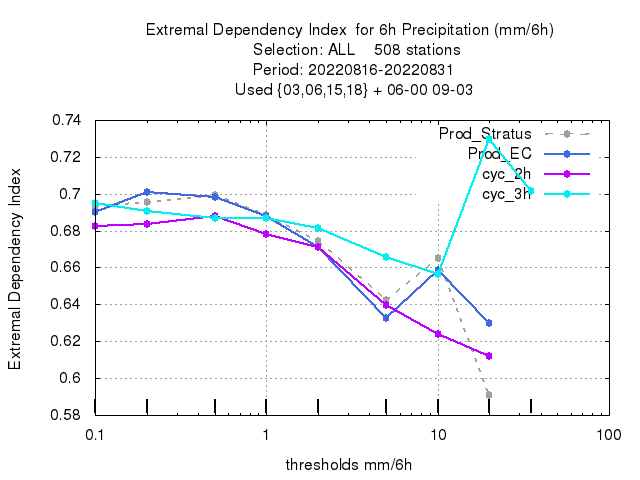 Extremal Dependency Index  for 6h Precipitation (mm/6h)
Selection: ALL    508 stations
Period: 20220816-20220831
Used {03,06,15,18} + 06-00 09-03
Extremal Dependency Index
0.74
0.72
0.7
0.68
0.66
0.64
0.62
0.6
0.58
Prod_Stratus
Prod_EC
cyc_2h
cyc_3h
0.1
1
10
100
thresholds mm/6h